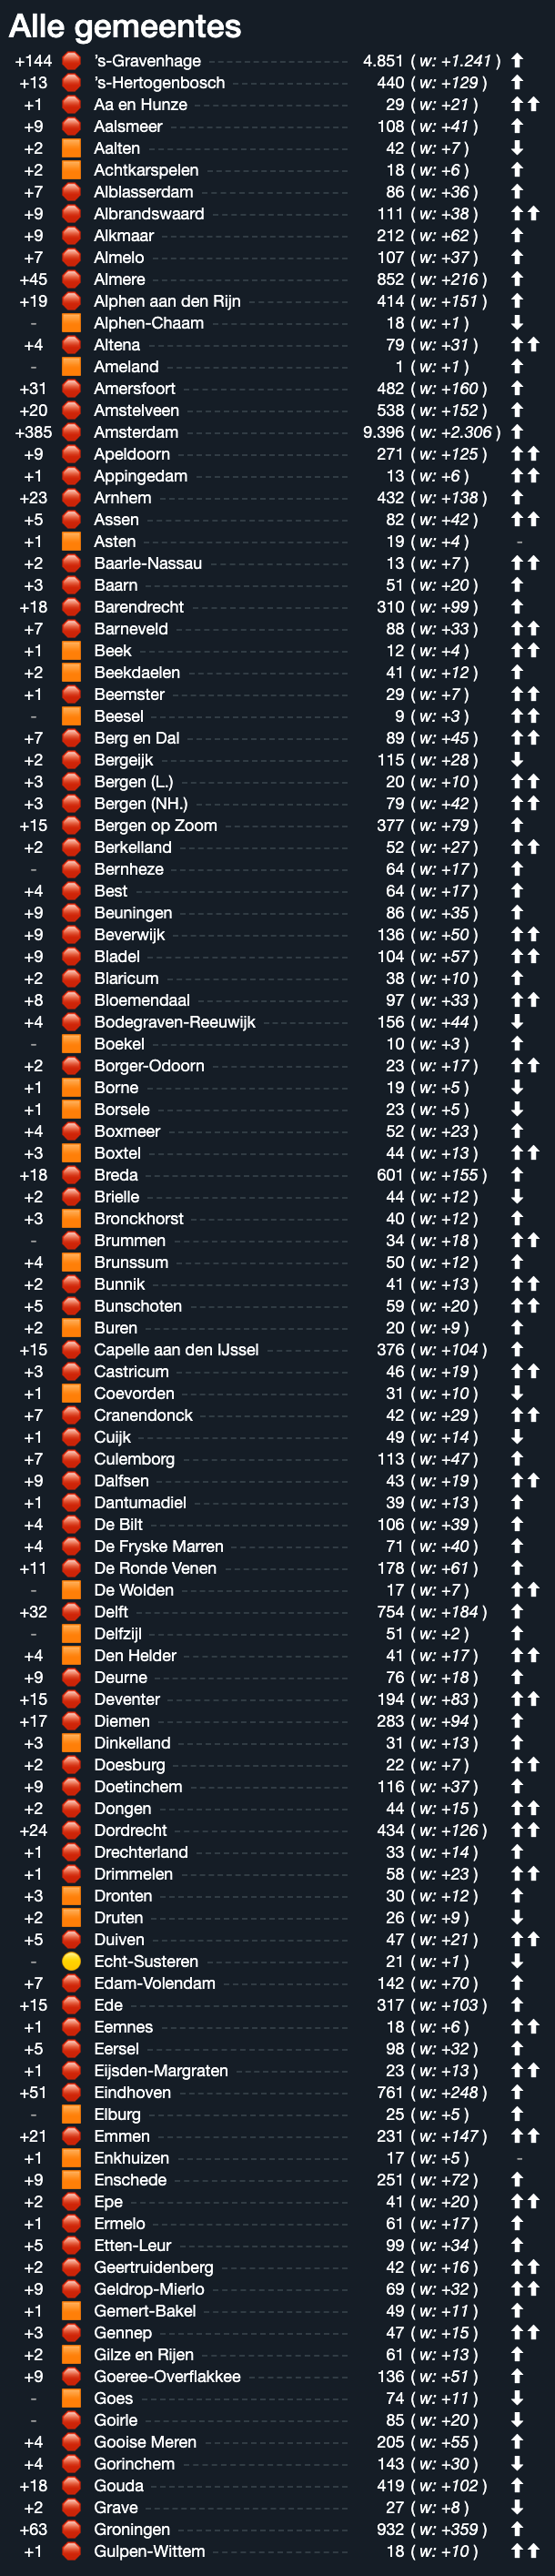 Alle gemeentes
+144 's-Gravenhage 4.851 ( w: +1.241 )
+13 's-Hertogenbosch 440 ( w: +129 )
+1 Aa en Hunze 29 ( w: +21 )
+9 Aalsmeer 108 ( w: +41 )
+2 Aalten 42 ( w: +7 )
+2 Achtkarspelen 18 ( w: +6 )
+7 Alblasserdam 86 ( w: +36 )
+9 Albrandswaard 111 ( w: +38 )
+9 Alkmaar 212 ( w: +62 )
+7 Almelo 107 ( w: +37 )
+45 Almere 852 ( w: +216 )
+19 Alphen aan den Rijn 414 ( w: +151 )
- Alphen-Chaam 18 ( w: +1 )
+4 Altena 79 ( w: +31 )
- Ameland 1 ( w: +1 )
+31 Amersfoort 482 ( w: +160 )
+20 Amstelveen 538 ( w: +152 )
+385 Amsterdam 9.396 ( w: +2.306 )
+9 Apeldoorn 271 ( w: +125 )
+1 Appingedam 13 ( w: +6 )
+23 Arnhem 432 ( w: +138 )
+5 Assen 82 ( w: +42 )
+1 Asten 19 ( w: +4 ) -
+2 Baarle-Nassau 13 ( w: +7 )
+3 Baarn 51 ( w: +20 )
+18 Barendrecht 310 ( w: +99 )
+7 Barneveld 88 ( w: +33 )
+1 Beek 12 ( w: +4 )
+2 Beekdaelen 41 ( w: +12 )
+1 Beemster 29 ( w: +7 )
- Beesel 9 ( w: +3 )
+7 Berg en Dal 89 ( w: +45 )
+2 Bergeijk 115 ( w: +28 )
+3 Bergen (L.) 20 ( w: +10 )
+3 Bergen (NH.) 79 ( w: +42 )
+15 Bergen op Zoom 377 ( w: +79 )
+2 Berkelland 52 ( w: +27 )
- Bernheze 64 ( w: +17 )
+4 Best 64 ( w: +17 )
+9 Beuningen 86 ( w: +35 )
+9 Beverwijk 136 ( w: +50 )
+9 Bladel 104 ( w: +57 )
+2 Blaricum 38 ( w: +10 )
+8 Bloemendaal 97 ( w: +33 )
+4 Bodegraven-Reeuwijk 156 ( w: +44 )
- Boekel 10 ( w: +3 )
+2 Borger-Odoorn 23 ( w: +17 )
+1 Borne 19 ( w: +5 )
+1 Borsele 23 ( w: +5 )
+4 Boxmeer 52 ( w: +23 )
+3 Boxtel 44 ( w: +13 )
+18 Breda 601 ( w: +155 )
+2 Brielle 44 ( w: +12 )
+3 Bronckhorst 40 ( w: +12 )
- Brummen 34 ( w: +18 )
+4 Brunssum 50 ( w: +12 )
+2 Bunnik 41 ( w: +13 )
+5 Bunschoten 59 ( w: +20 )
+2 Buren 20 ( w: +9 )
+15 Capelle aan den IJssel 376 ( w: +104 )
+3 Castricum 46 ( w: +19 )
+1 Coevorden 31 ( w: +10 )
+7 Cranendonck 42 ( w: +29 )
+1 Cuijk 49 ( w: +14 )
+7 Culemborg 113 ( w: +47 )
+9 Dalfsen 43 ( w: +19 )
+1 Dantumadiel 39 ( w: +13 )
+4 De Bilt 106 ( w: +39 )
+4 De Fryske Marren 71 ( w: +40 )
+11 De Ronde Venen 178 ( w: +61 )
- De Wolden 17 ( w: +7 )
+32 Delft 754 ( w: +184 )
- Delfzijl 51 ( w: +2 )
+4 Den Helder 41 ( w: +17 )
+9 Deurne 76 ( w: +18 )
+15 Deventer 194 ( w: +83 )
+17 Diemen 283 ( w: +94 )
+3 Dinkelland 31 ( w: +13 )
+2 Doesburg 22 ( w: +7 )
+9 Doetinchem 116 ( w: +37 )
+2 Dongen 44 ( w: +15 )
+24 Dordrecht 434 ( w: +126 )
+1 Drechterland 33 ( w: +14 )
+1 Drimmelen 58 ( w: +23 )
+3 Dronten 30 ( w: +12 )
+2 Druten 26 ( w: +9 )
+5 Duiven 47 ( w: +21 )
- Echt-Susteren 21 ( w: +1 )
+7 Edam-Volendam 142 ( w: +70 )
+15 Ede 317 ( w: +103 )
+1 Eemnes 18 ( w: +6 )
+5 Eersel 98 ( w: +32 )
+1 Eijsden-Margraten 23 ( w: +13 )
+51 Eindhoven 761 ( w: +248 )
- Elburg 25 ( w: +5 )
+21 Emmen 231 ( w: +147 )
+1 Enkhuizen 17 ( w: +5 ) -
+9 Enschede 251 ( w: +72 )
+2 Epe 41 ( w: +20 )
+1 Ermelo 61 ( w: +17 )
+5 Etten-Leur 99 ( w: +34 )
+2 Geertruidenberg 42 ( w: +16 )
+9 Geldrop-Mierlo 69 ( w: +32 )
+1 Gemert-Bakel 49 ( w: +11 )
+3 Gennep 47 ( w: +15 )
+2 Gilze en Rijen 61 ( w: +13 )
+9 Goeree-Overflakkee 136 ( w: +51 )
- Goes 74 ( w: +11 )
- Goirle 85 ( w: +20 )
+4 Gooise Meren 205 ( w: +55 )
+4 Gorinchem 143 ( w: +30 )
+18 Gouda 419 ( w: +102 )
+2 Grave 27 ( w: +8 )
+63 Groningen 932 ( w: +359 )
+1 Gulpen-Wittem 18 ( w: +10 )